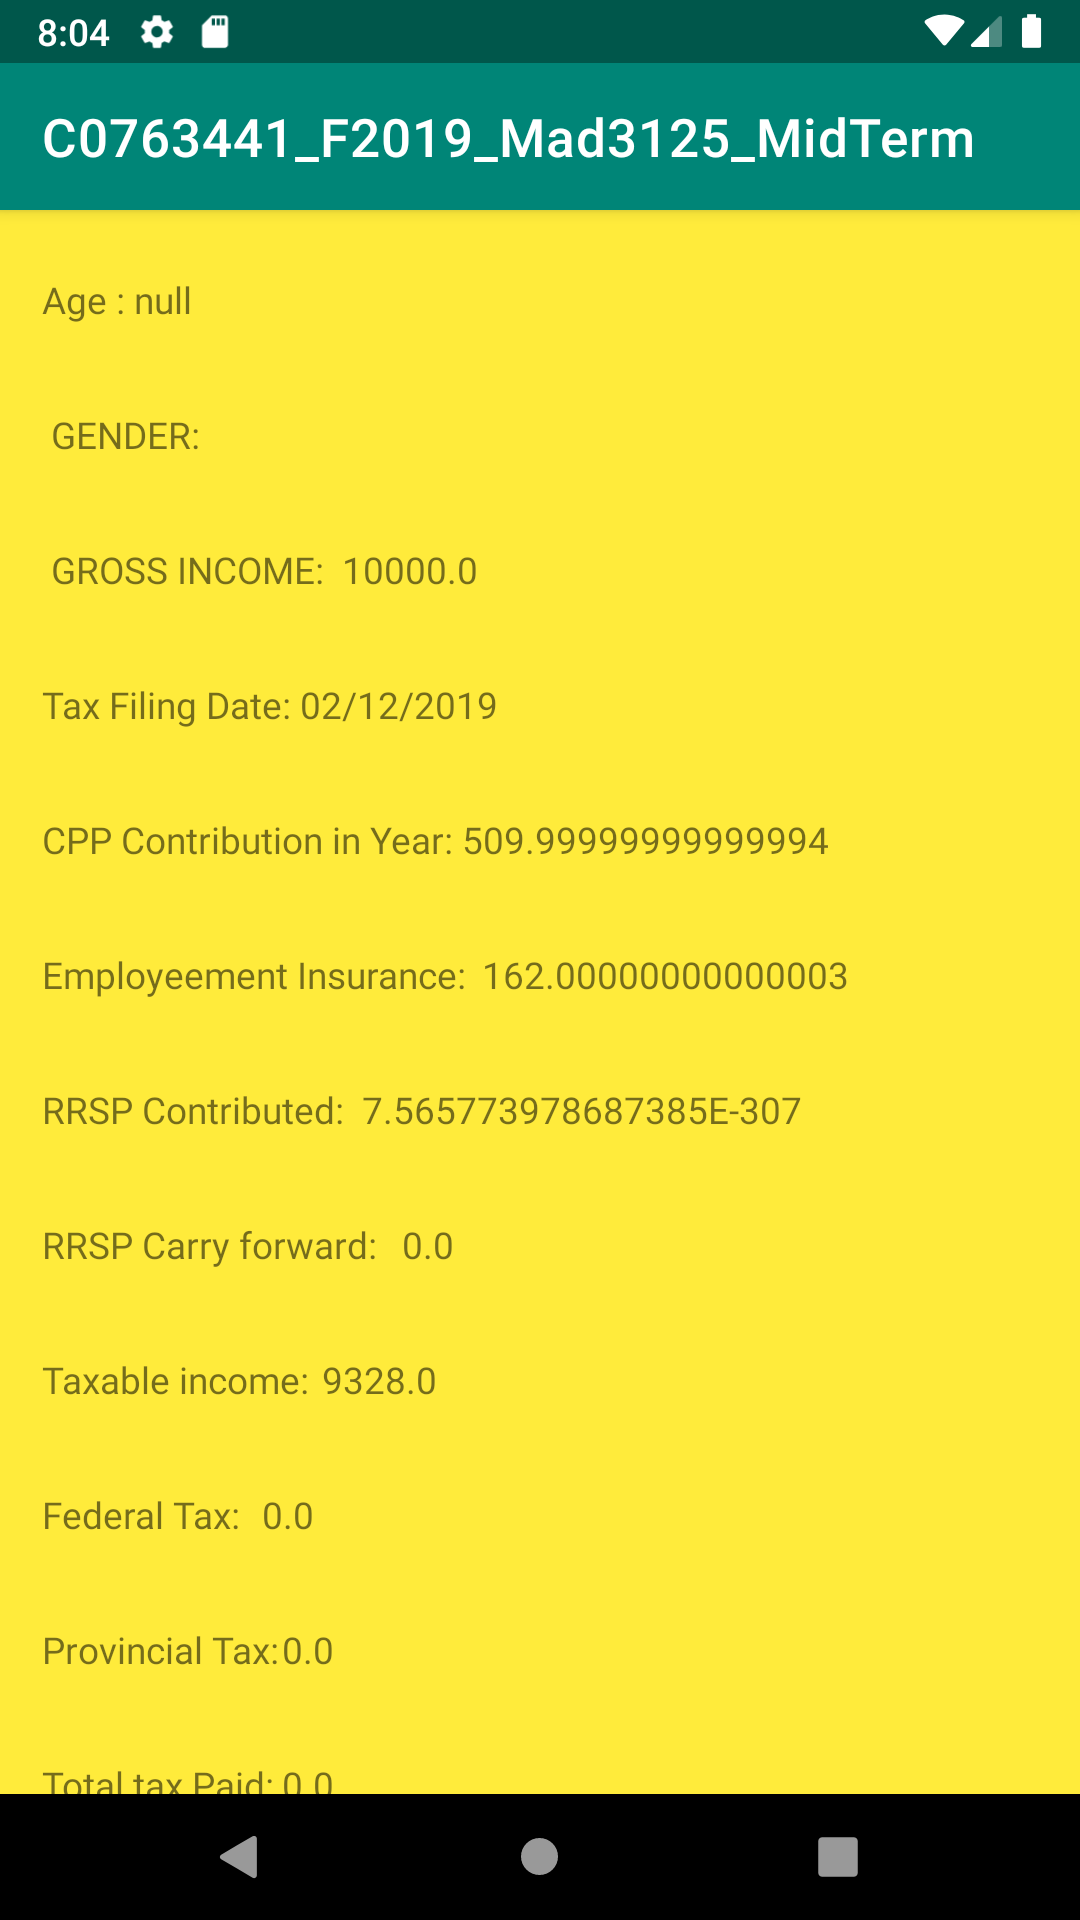 8:04
C0763441_F2019_Mad3125_MidTerm
Age : null
GENDER:
GROSS INCOME: 10000.0
Tax Filing Date: 02/12/2019
CPP Contribution in Year: 509.99999999999994
Employeement Insurance: 162.00000000000003
RRSP Contributed: 7.565773978687385E-307
RRSP Carry forward: 0.0
Taxable income: 9328.0
Federal Tax: 0.0
Provincial Tax: 0.0
Total tax Paid: 0.0